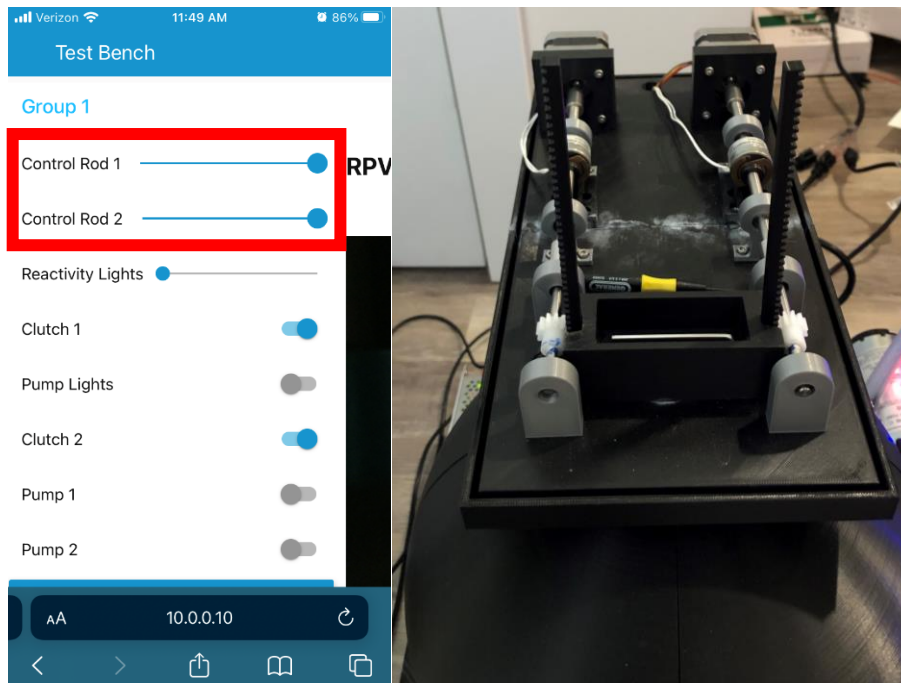 Verizon 11:49 AM 86%
Test Bench
Group 1
Control Rod 1
RPV
Control Rod 2
Reactivity Lights
Clutch 1
Pump Lights
Clutch 2
Pump 1
Pump 2
AA 10.0.0.10